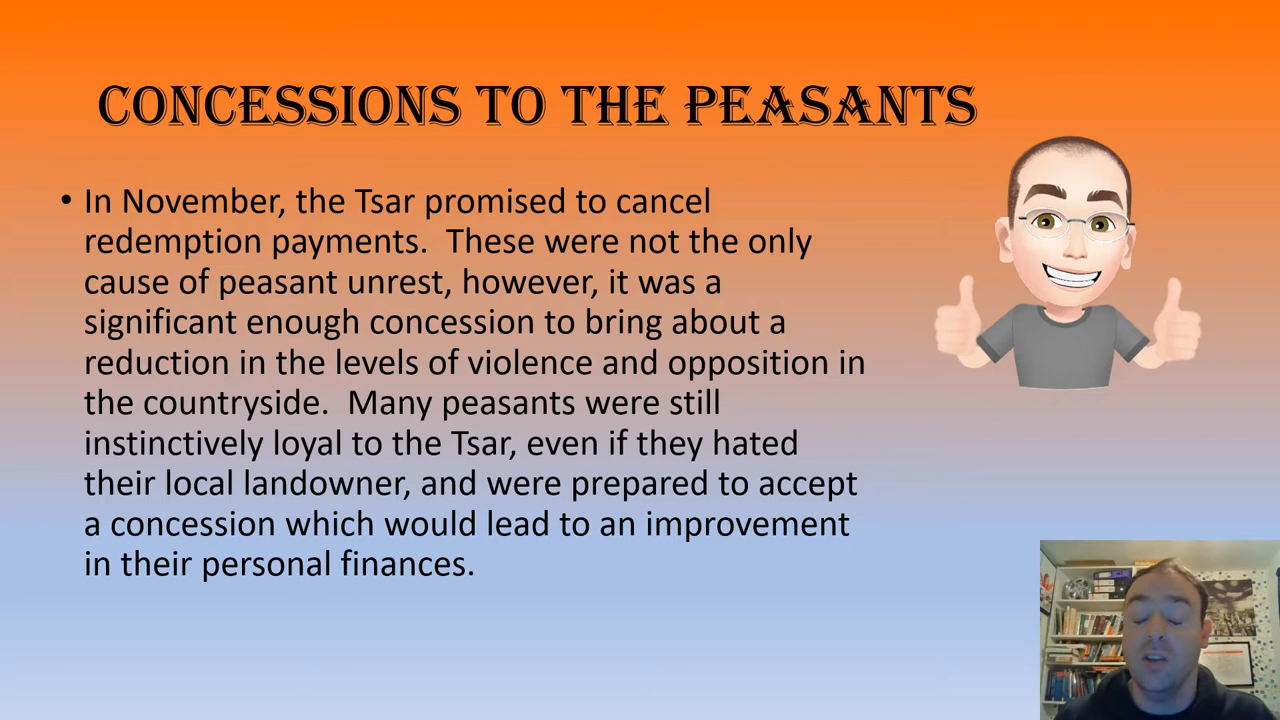 CONCESSIONS TO THE PEASANTS
• In November, the Tsar promised to cancel
redemption payments.  These were not the only
cause of peasant unrest, however, it was a
significant enough concession to bring about a
reduction in the levels of violence and opposition in
the countryside.  Many peasants were still
instinctively loyal to the Tsar, even if they hated
their local landowner, and were prepared to accept
a concession which would lead to an improvement
in their personal finances.